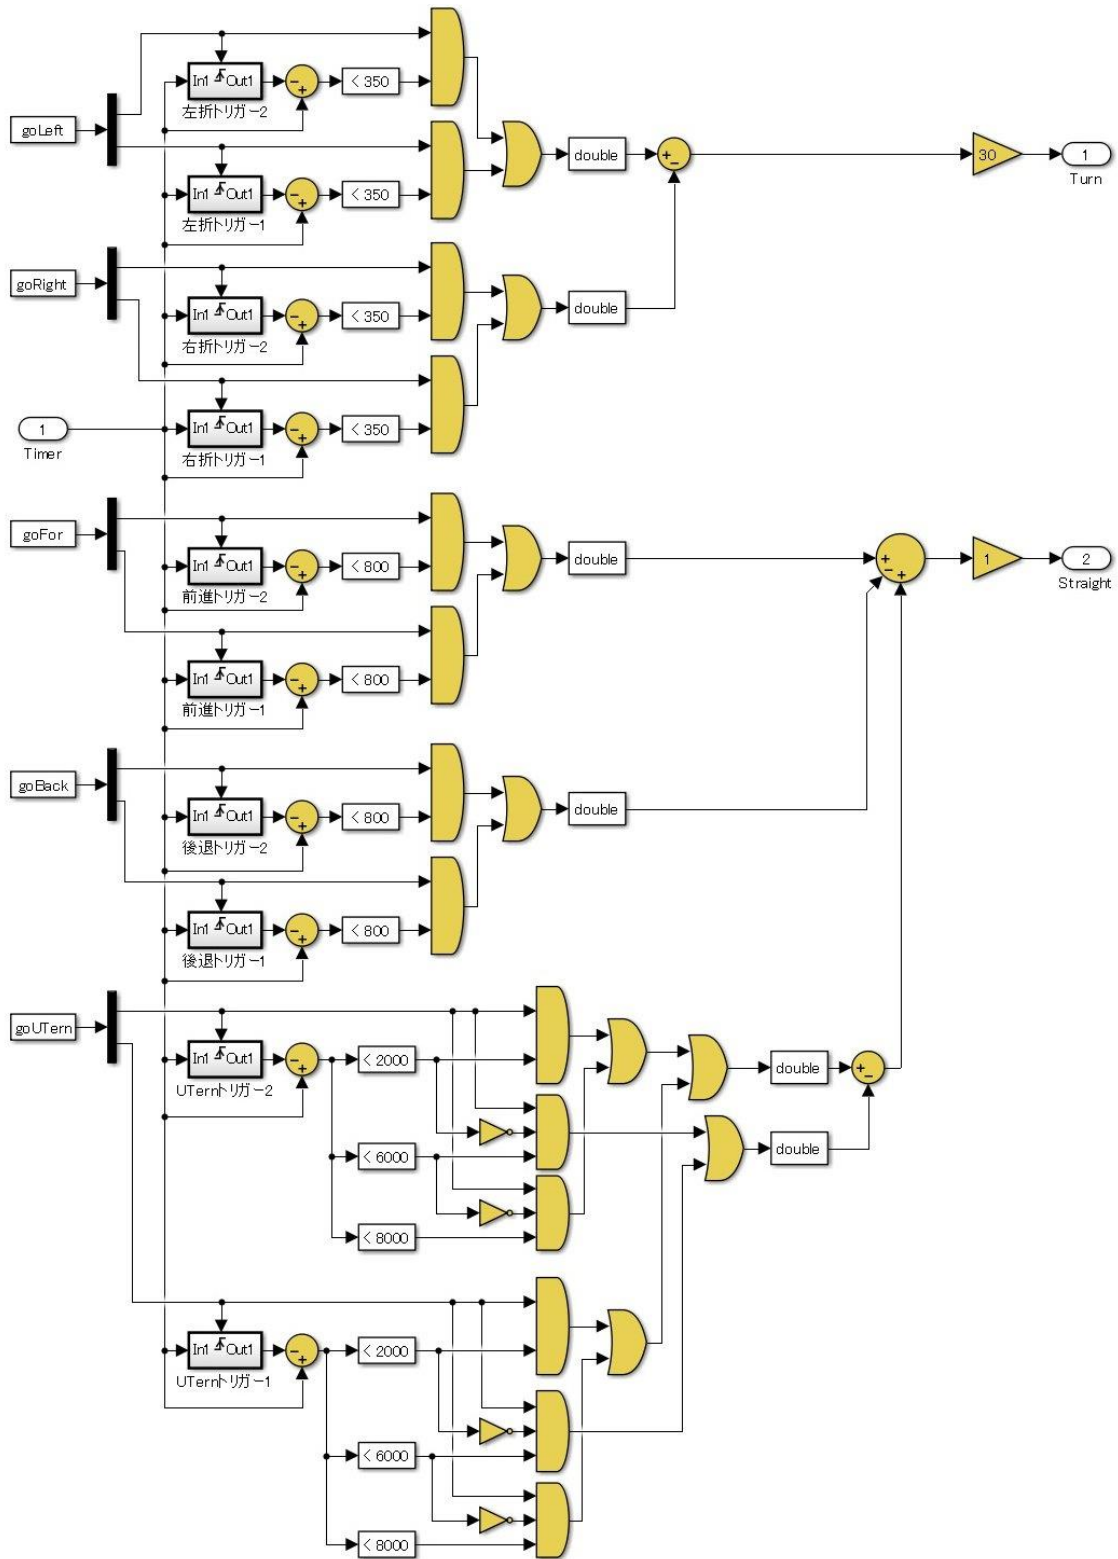 In1 Out1
< 350
左折トリガー2
goLeft
double
30
1
Turn
In1 Out1
< 350
左折トリガー1
goRight
In1 Out1
< 350
double
右折トリガー2
1
Timer
In1 Out1
< 350
右折トリガー1
goFor
In1 Out1
< 800
double
1
2
Straight
前進トリガー2
In1 Out1
< 800
前進トリガー1
goBack
In1 Out1
< 800
double
後退トリガー2
In1 Out1
< 800
後退トリガー1
goUTern
In1 Out1
< 2000
double
UTernトリガー2
double
< 6000
< 8000
In1 Out1
< 2000
UTernトリガー1
< 6000
< 8000